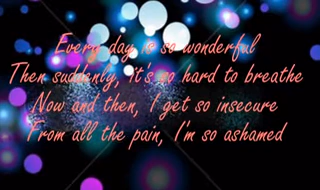 Every day is so wonderful
Then suddenly, it's so hard to breathe
Now and then, I get so insecure
From all the pain, I'm so ashamed